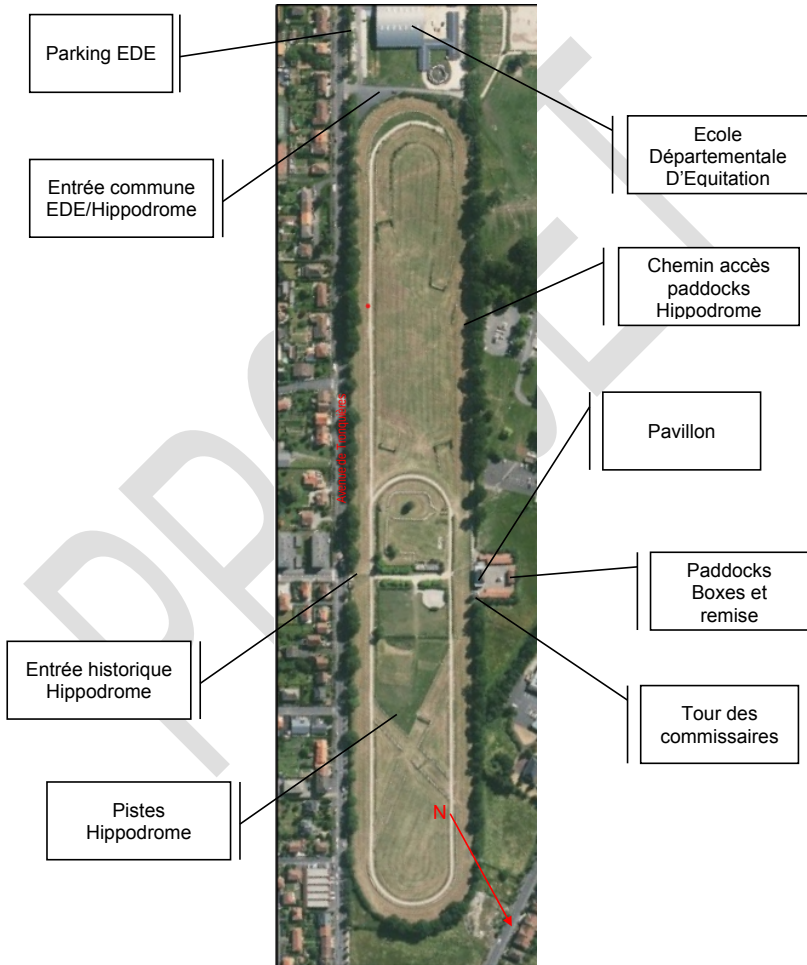 Parking EDE
Ecole
Départementale
D'Equitation
Entrée commune
EDE/Hippodrome
Chemin accès
paddocks
Hippodrome
Pavillon
Paddocks
Boxes et
remise
Entrée historique
Hippodrome
Tour des
commissaires
Pistes
Hippodrome
N
PROJET